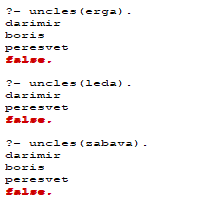 ?- uncles(erga).
darimir
boris
peresvet
false.
?- uncles(leda).
darimir
peresvet
false.
?- uncles(zabava).
darimir
boris
peresvet
false.